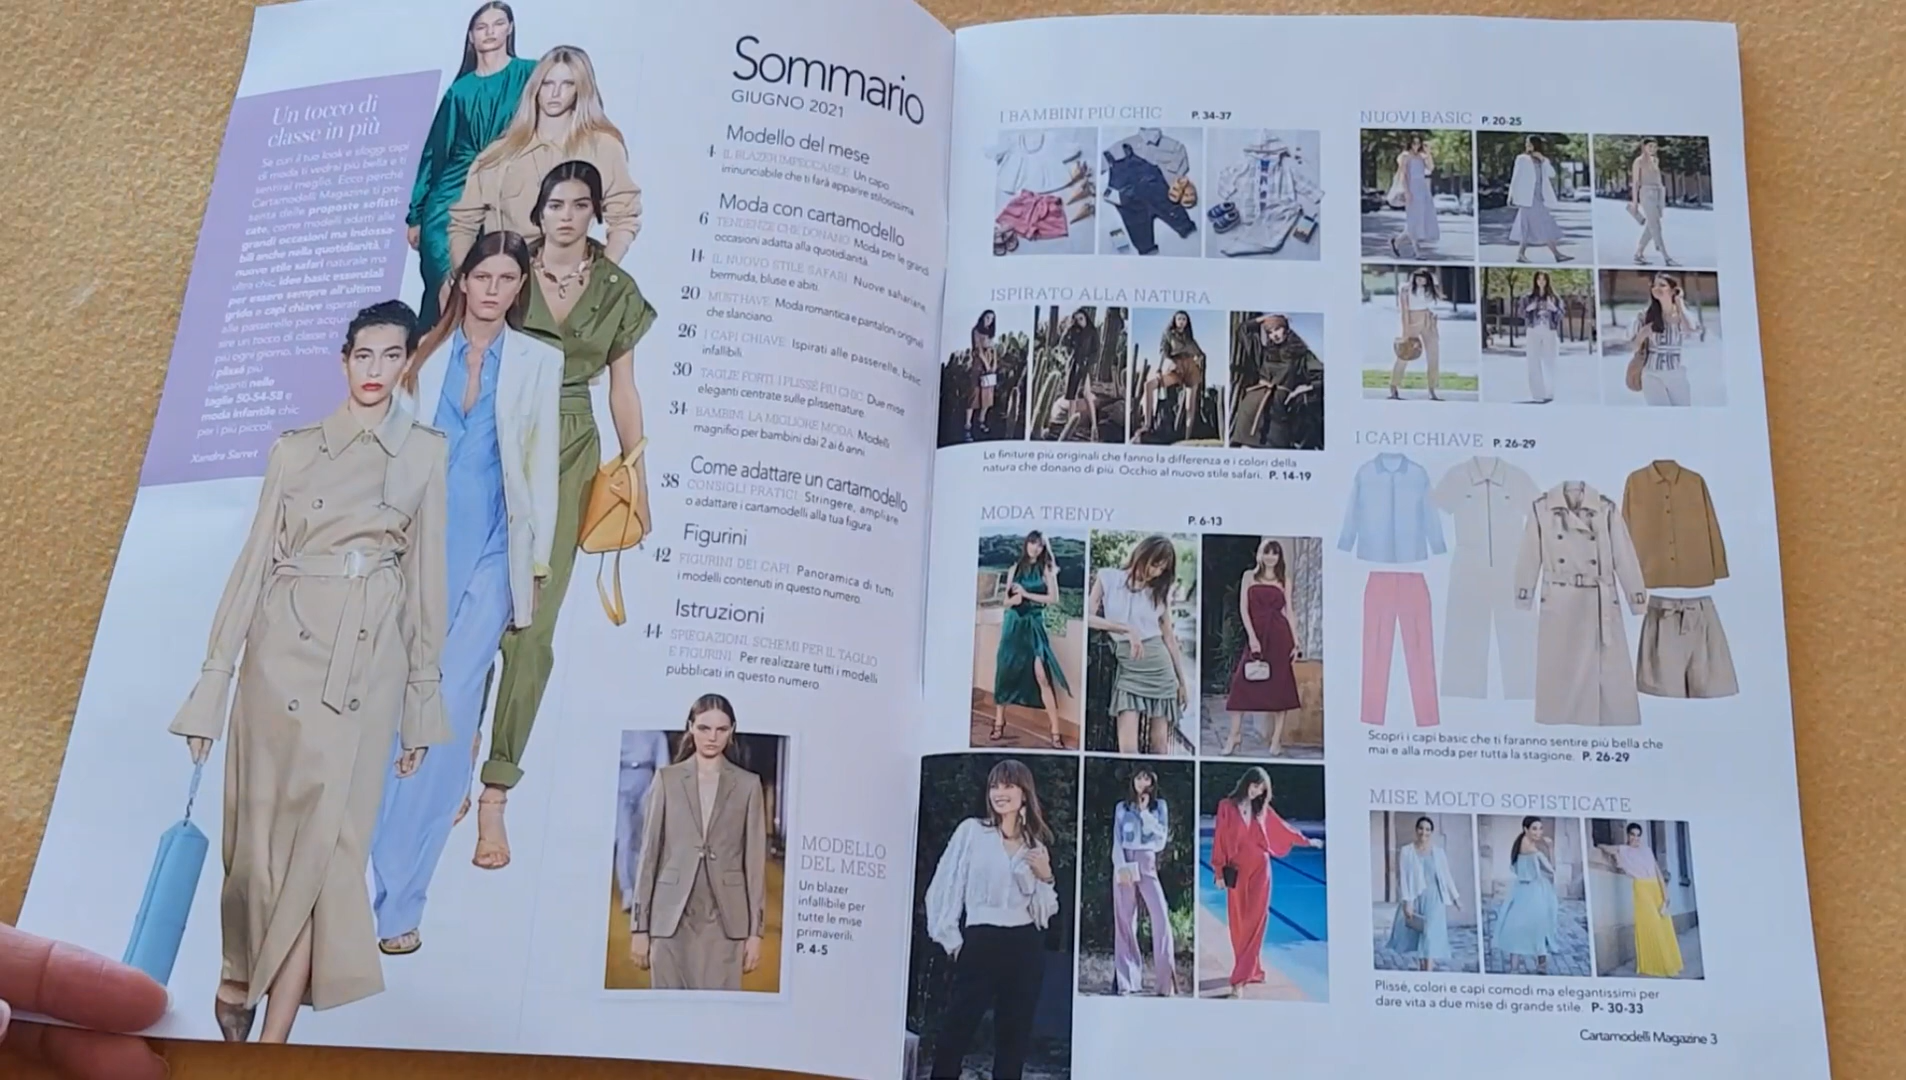 Un tocco di
classe in più
Se curi il tuo look e sfoggi capi
di moda ti vedrai più bella e ti
sentirai meglio. Ecco perché
Cartamodelli Magazine ti pre-
senta delle proposte sofisti-
cate, come modelli adatti alle
grandi occasioni ma indossa-
bili anche nella quotidianità, il
nuovo stile safari naturale ma
ultra chic, idee basic essenziali
per essere sempre all'ultimo
grido e capi chiave ispirati
alle passerelle per acqui-
sire un tocco di classe in
più ogni giorno. Inoltre,
i plissé più
eleganti nelle
taglie 50-54-58 e
moda infantile chic
per i più piccoli.
Xandra Sarret
Sommario
GIUGNO 2021
Modello del mese
4 IL BLAZER IMPECCABILE Un capo
irrinunciabile che ti farà apparire stilosissima.
Moda con cartamodello
6 TENDENZE CHE DONANO Moda per le grandi
occasioni adatta alla quotidianità.
14 IL NUOVO STILE SAFARI Nuove sahariane,
bermuda, bluse e abiti.
20 MUST HAVE Moda romantica e pantaloni originali
che slanciano.
26 I CAPI CHIAVE Ispirati alle passerelle, basic
infallibili.
30 TAGLIE FORTI, I PLISSÉ PIÙ CHIC Due mise
eleganti centrate sulle plissettature.
34 BAMBINI, LA MIGLIORE MODA Modelli
magnifici per bambini dai 2 ai 6 anni
Come adattare un cartamodello
38 CONSIGLI PRATICI Stringere, ampliare
o adattare i cartamodelli alla tua figura
Figurini
42 FIGURINI DEI CAPI Panoramica di tutti
i modelli contenuti in questo numero.
Istruzioni
44 SPIEGAZIONI, SCHEMI PER IL TAGLIO
E FIGURINI Per realizzare tutti i modelli
pubblicati in questo numero
MODELLO
DEL MESE
Un blazer
infallibile per
tutte le mise
primaverili.
P. 4-5
I BAMBINI PIÙ CHIC P. 34-37
ISPIRATO ALLA NATURA
Le finiture più originali che fanno la differenza e i colori della
natura che donano di più. Occhio al nuovo stile safari. P. 14-19
MODA TRENDY P. 6-13
NUOVI BASIC P. 20-25
I CAPI CHIAVE P. 26-29
Scopri i capi basic che ti faranno sentire più bella che
mai e alla moda per tutta la stagione. P. 26-29
MISE MOLTO SOFISTICATE
Plissé, colori e capi comodi ma elegantissimi per
dare vita a due mise di grande stile. P- 30-33
Cartamodelli Magazine 3